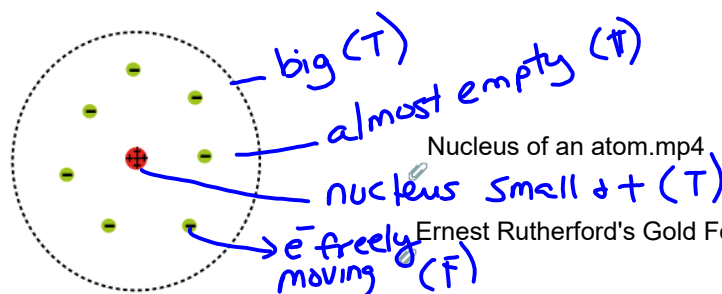 big (T)
almost empty (T)
Nucleus of an atom.mp4
nucleus small & + (T)
Ernest Rutherford's Gold Fo
e⁻ freely
moving (F)